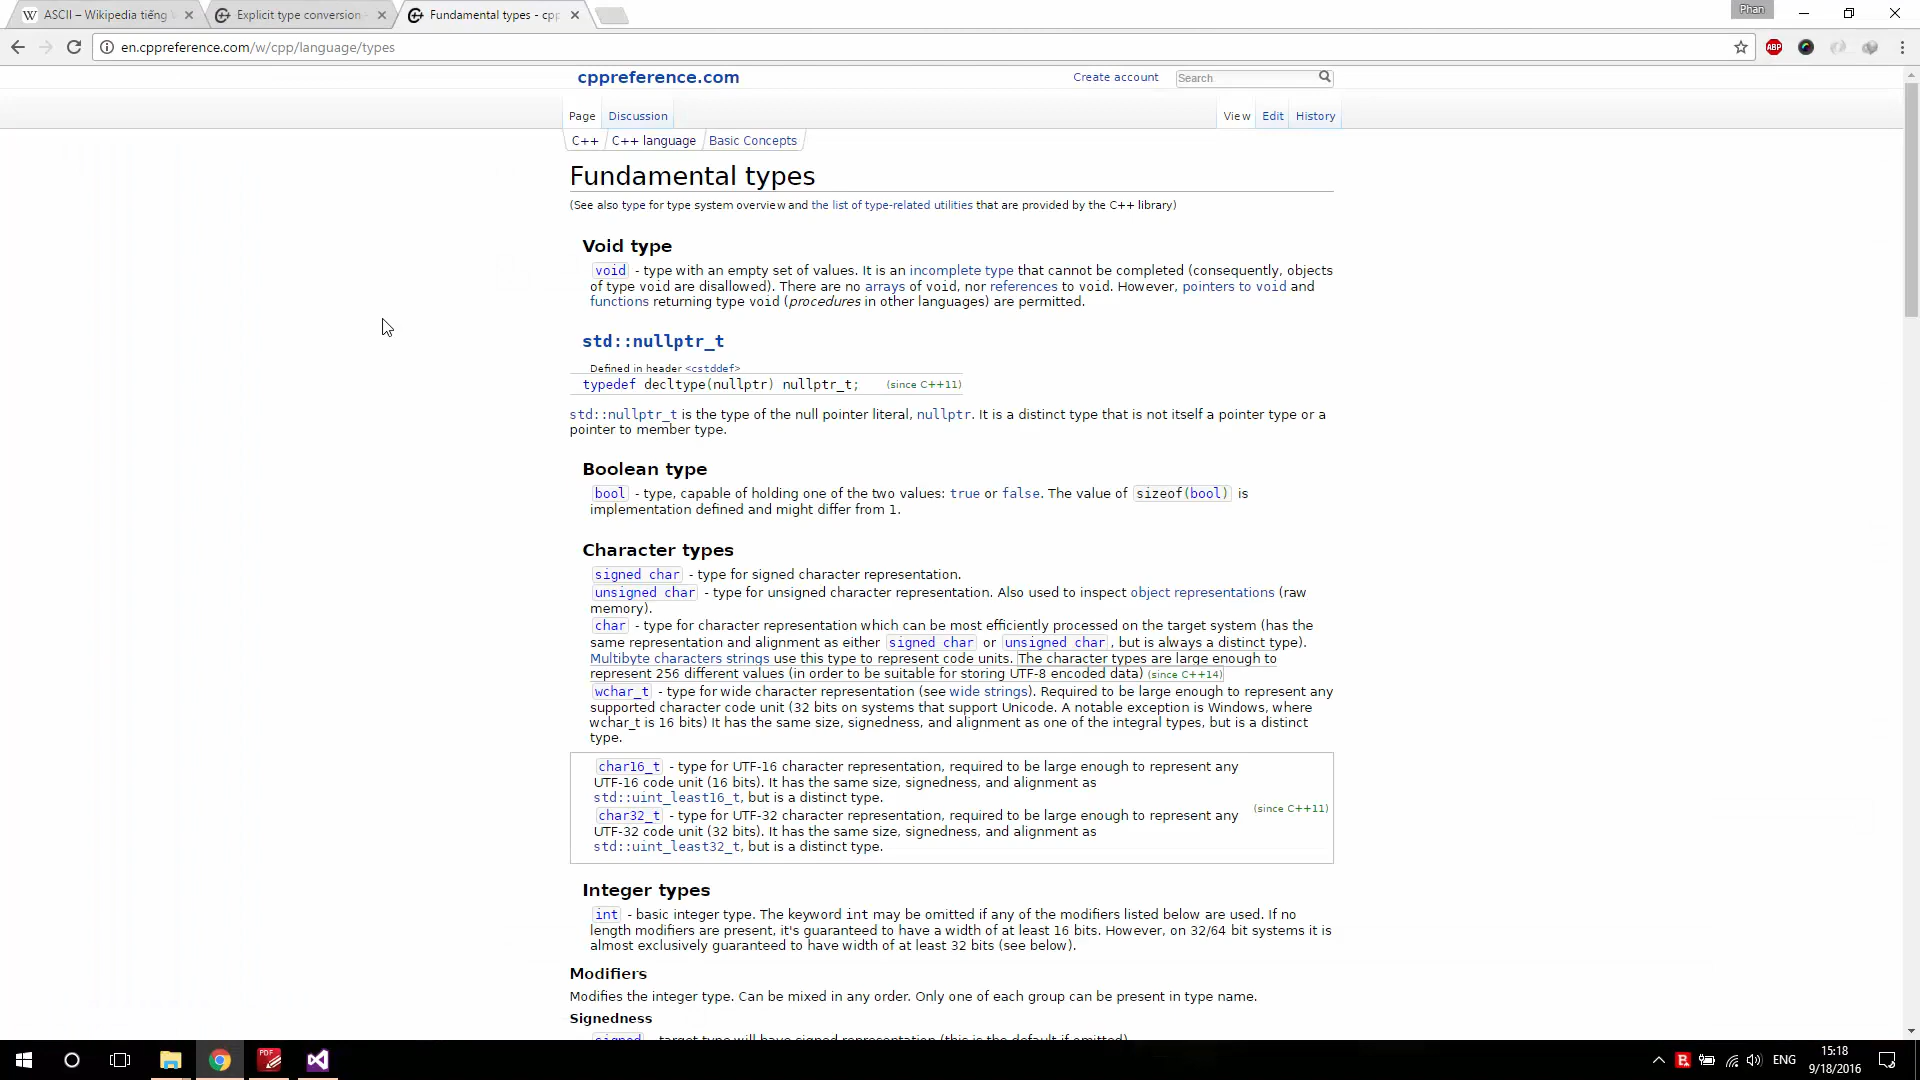 ASCII – Wikipedia tiếng
Explicit type conversion -
Fundamental types - cpp
Phan
en.cppreference.com/w/cpp/language/types
ABP
cppreference.com
Create account
Search
Page
Discussion
View
Edit
History
C++
C++ language
Basic Concepts
Fundamental types
(See also type for type system overview and the list of type-related utilities that are provided by the C++ library)
Void type
void - type with an empty set of values. It is an incomplete type that cannot be completed (consequently, objects
of type void are disallowed). There are no arrays of void, nor references to void. However, pointers to void and
functions returning type void (procedures in other languages) are permitted.
std::nullptr_t
Defined in header <cstddef>
typedef decltype(nullptr) nullptr_t; (since C++11)
std::nullptr_t is the type of the null pointer literal, nullptr. It is a distinct type that is not itself a pointer type or a
pointer to member type.
Boolean type
bool - type, capable of holding one of the two values: true or false. The value of sizeof(bool) is
implementation defined and might differ from 1.
Character types
signed char - type for signed character representation.
unsigned char - type for unsigned character representation. Also used to inspect object representations (raw
memory).
char - type for character representation which can be most efficiently processed on the target system (has the
same representation and alignment as either signed char or unsigned char, but is always a distinct type).
Multibyte characters strings use this type to represent code units. The character types are large enough to
represent 256 different values (in order to be suitable for storing UTF-8 encoded data) (since C++14)
wchar_t - type for wide character representation (see wide strings). Required to be large enough to represent any
supported character code unit (32 bits on systems that support Unicode. A notable exception is Windows, where
wchar_t is 16 bits) It has the same size, signedness, and alignment as one of the integral types, but is a distinct
type.
char16_t - type for UTF-16 character representation, required to be large enough to represent any
UTF-16 code unit (16 bits). It has the same size, signedness, and alignment as
std::uint_least16_t, but is a distinct type.
char32_t - type for UTF-32 character representation, required to be large enough to represent any
(since C++11)
UTF-32 code unit (32 bits). It has the same size, signedness, and alignment as
std::uint_least32_t, but is a distinct type.
Integer types
int - basic integer type. The keyword int may be omitted if any of the modifiers listed below are used. If no
length modifiers are present, it's guaranteed to have a width of at least 16 bits. However, on 32/64 bit systems it is
almost exclusively guaranteed to have width of at least 32 bits (see below).
Modifiers
Modifies the integer type. Can be mixed in any order. Only one of each group can be present in type name.
Signedness
signed - target type will have signed representation (this is the default if omitted)
PDF
ENG
15:18
9/18/2016